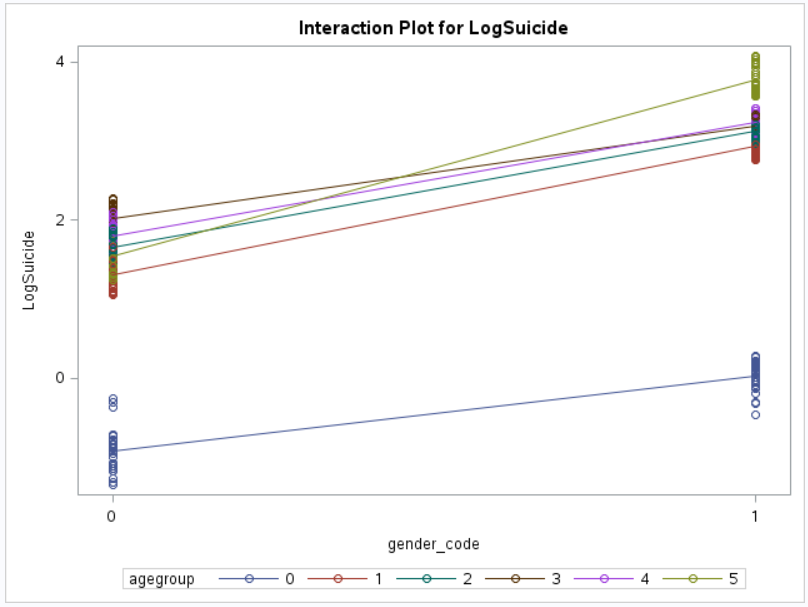 Interaction Plot for LogSuicide
4
2
0
LogSuicide
0 1
gender_code
agegroup 0 1 2 3 4 5